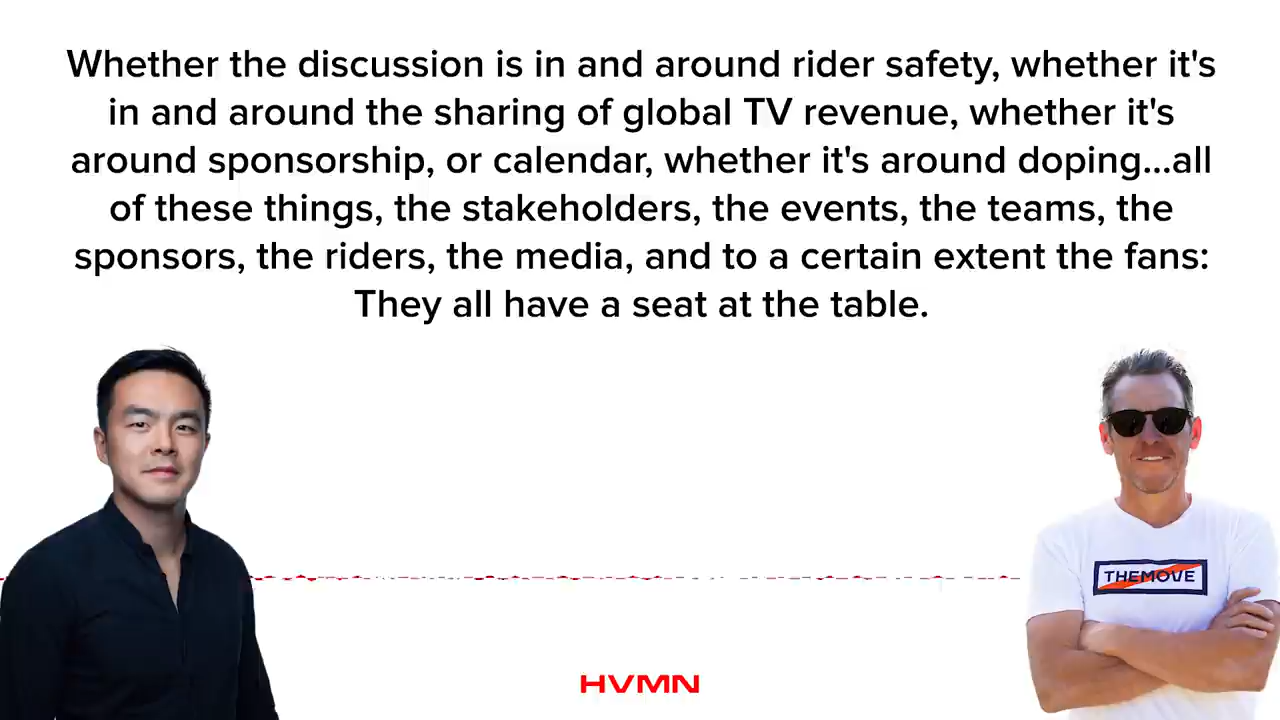 Whether the discussion is in and around rider safety, whether it's
in and around the sharing of global TV revenue, whether it's
around sponsorship, or calendar, whether it's around doping...all
of these things, the stakeholders, the events, the teams, the
sponsors, the riders, the media, and to a certain extent the fans:
They all have a seat at the table.
THEMOVE
HVMN